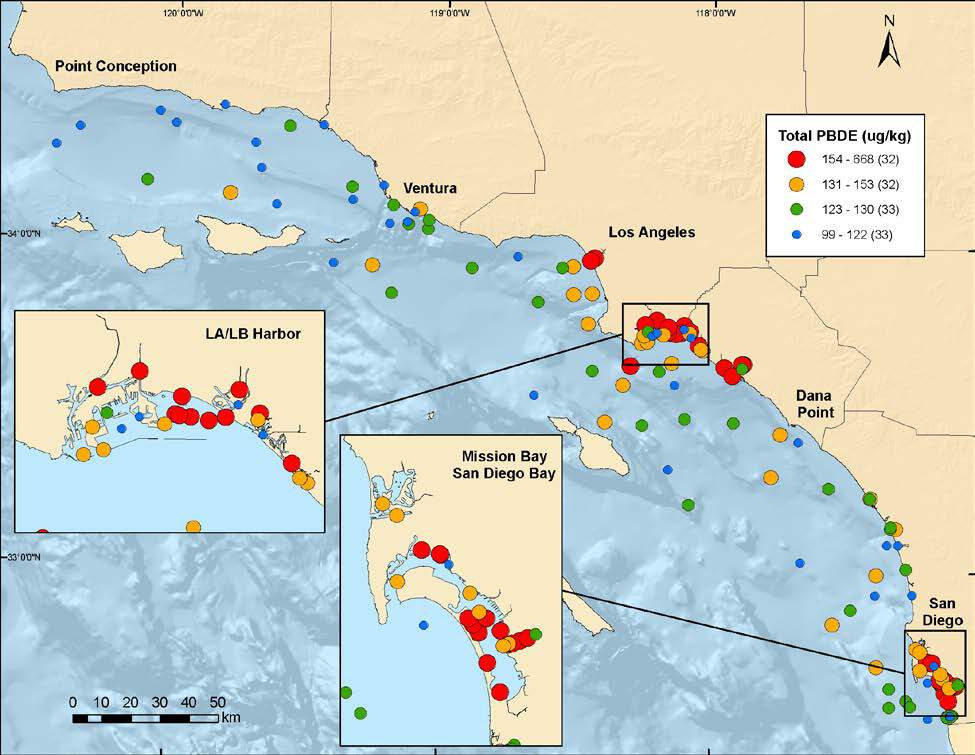 120°0'0"W
119°0'0"W
118°0'0"W
N
Point Conception
Total PBDE (ug/kg)
154 - 668 (32)
131 - 153 (32)
123 - 130 (33)
99 - 122 (33)
Ventura
34°0'0"N
Los Angeles
LA/LB Harbor
Dana
Point
Mission Bay
San Diego Bay
33°0'0"N
San
Diego
0 10 20 30 40 50
km